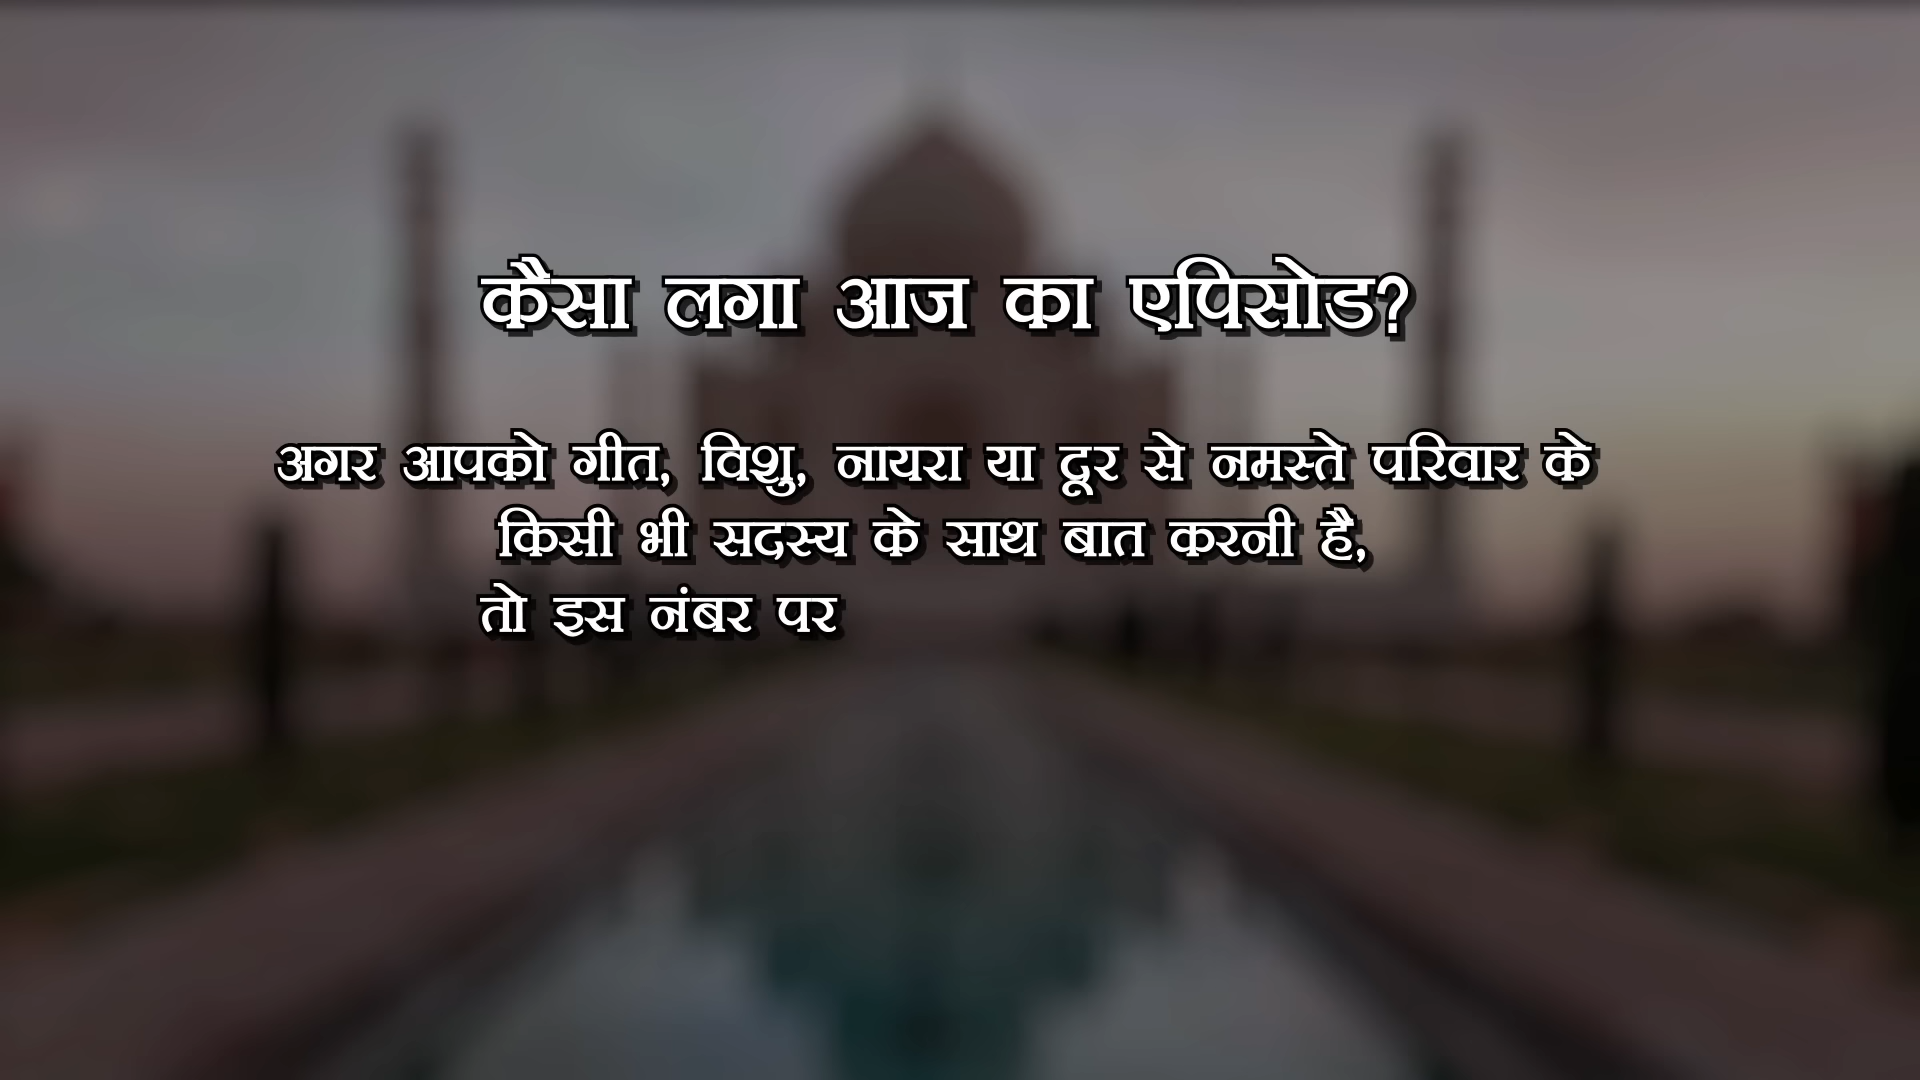 कैसा लगा आज का एपिसोड?
अगर आपको गीत, विशु, नायरा या दूर से नमस्ते परिवार के
किसी भी सदस्य के साथ बात करनी है,
तो इस नंबर पर